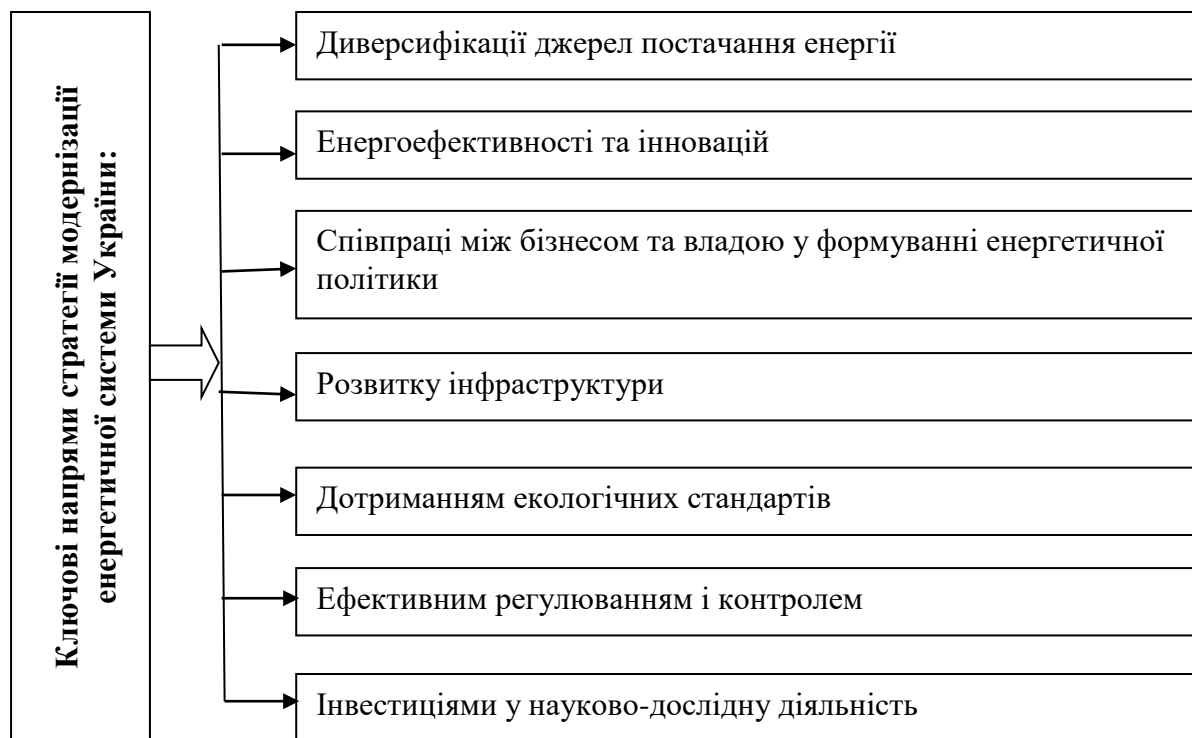 Ключові напрями стратегії модернізації
енергетичної системи України:
Диверсифікації джерел постачання енергії
Енергоефективності та інновацій
Співпраці між бізнесом та владою у формуванні енергетичної
політики
Розвитку інфраструктури
Дотриманням екологічних стандартів
Ефективним регулюванням і контролем
Інвестиціями у науково-дослідну діяльність